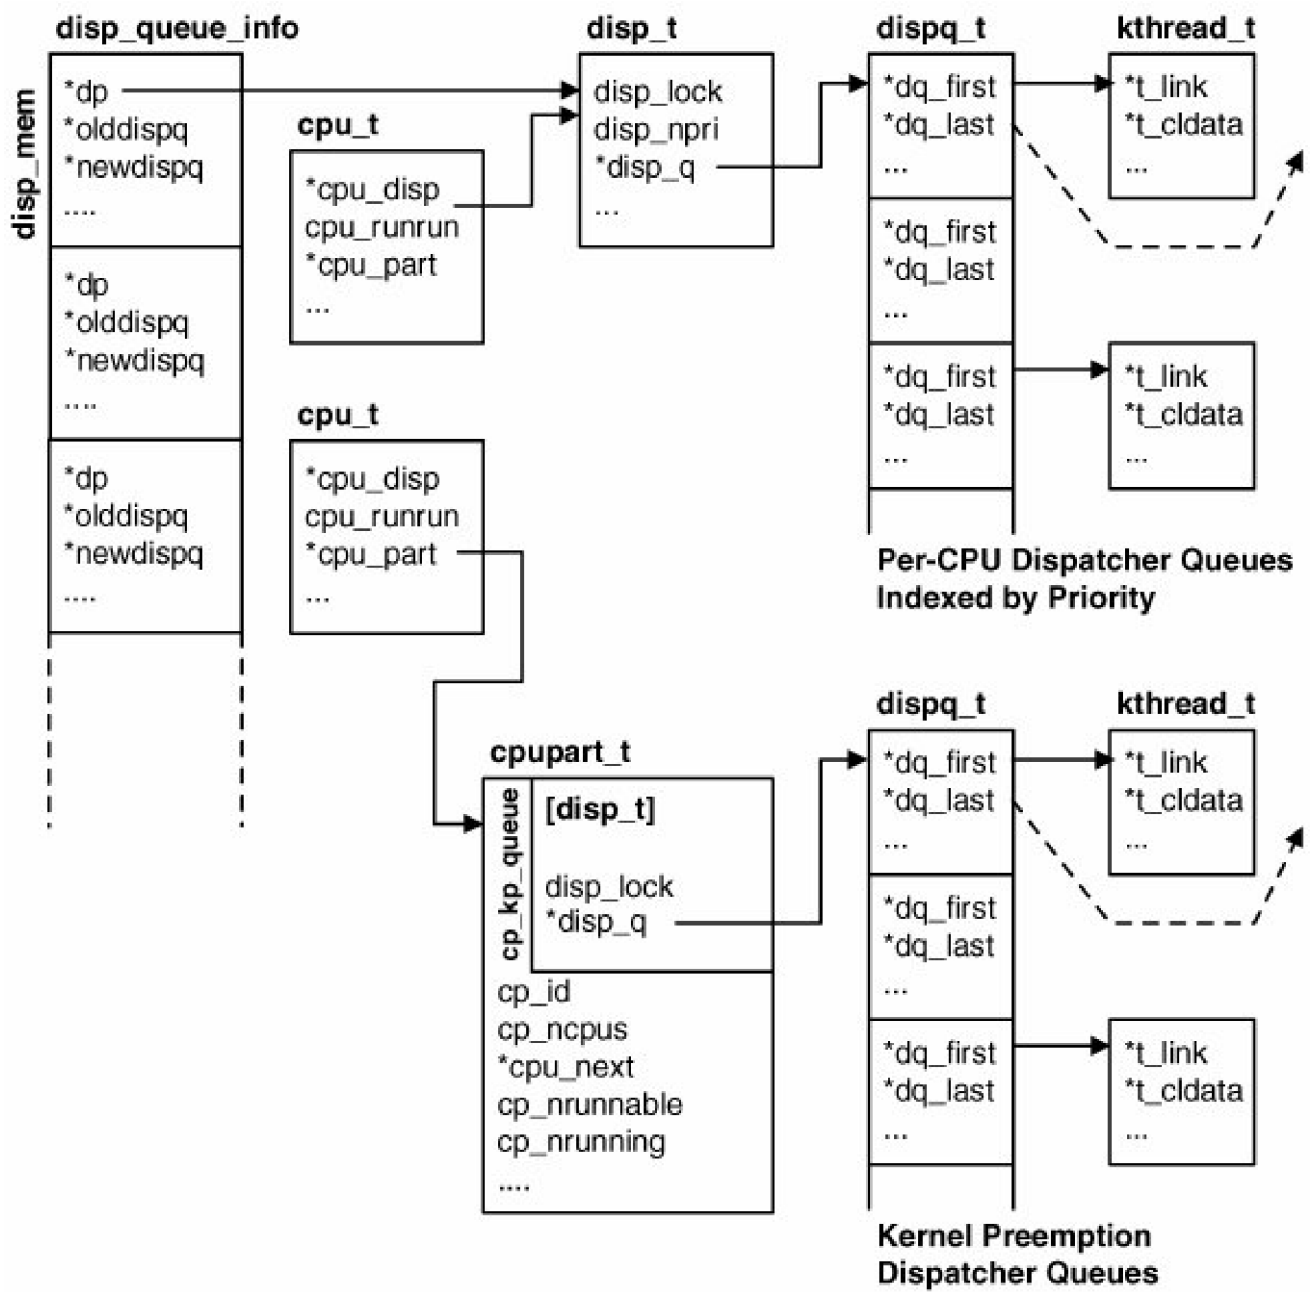 disp_queue_info
disp_mem
*dp
*olddispq
*newdispq
....
*dp
*olddispq
*newdispq
....
*dp
*olddispq
*newdispq
....
cpu_t
*cpu_disp
cpu_runrun
*cpu_part
...
cpu_t
*cpu_disp
cpu_runrun
*cpu_part
...
disp_t
disp_lock
disp_npri
*disp_q
...
dispq_t
*dq_first
*dq_last
...
*dq_first
*dq_last
...
*dq_first
*dq_last
...
kthread_t
*t_link
*t_cldata
...
*t_link
*t_cldata
...
Per-CPU Dispatcher Queues
Indexed by Priority
cpupart_t
cp_kp_queue
[disp_t]
disp_lock
*disp_q
cp_id
cp_ncpus
*cpu_next
cp_nrunnable
cp_nrunning
....
dispq_t
*dq_first
*dq_last
...
*dq_first
*dq_last
...
*dq_first
*dq_last
...
kthread_t
*t_link
*t_cldata
...
*t_link
*t_cldata
...
Kernel Preemption
Dispatcher Queues